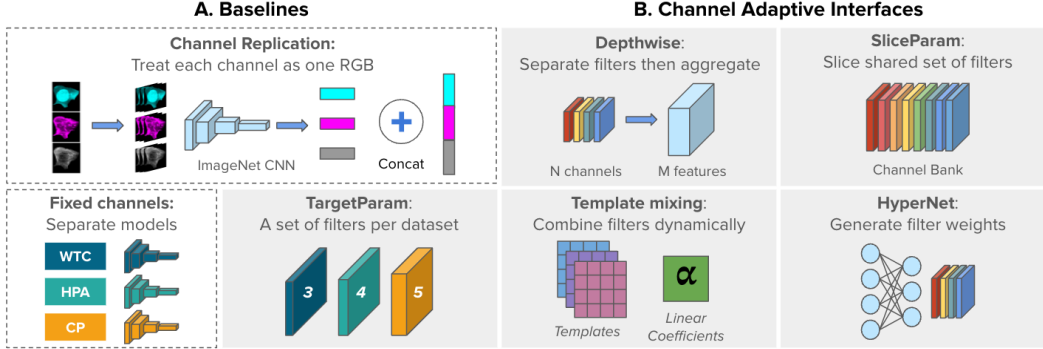 A. Baselines
B. Channel Adaptive Interfaces
Channel Replication:
Treat each channel as one RGB
ImageNet CNN
Concat
Depthwise:
Separate filters then aggregate
N channels
M features
SliceParam:
Slice shared set of filters
Channel Bank
Fixed channels:
Separate models
WTC
HPA
CP
TargetParam:
A set of filters per dataset
3
4
5
Template mixing:
Combine filters dynamically
Templates
α
Linear
Coefficients
HyperNet:
Generate filter weights